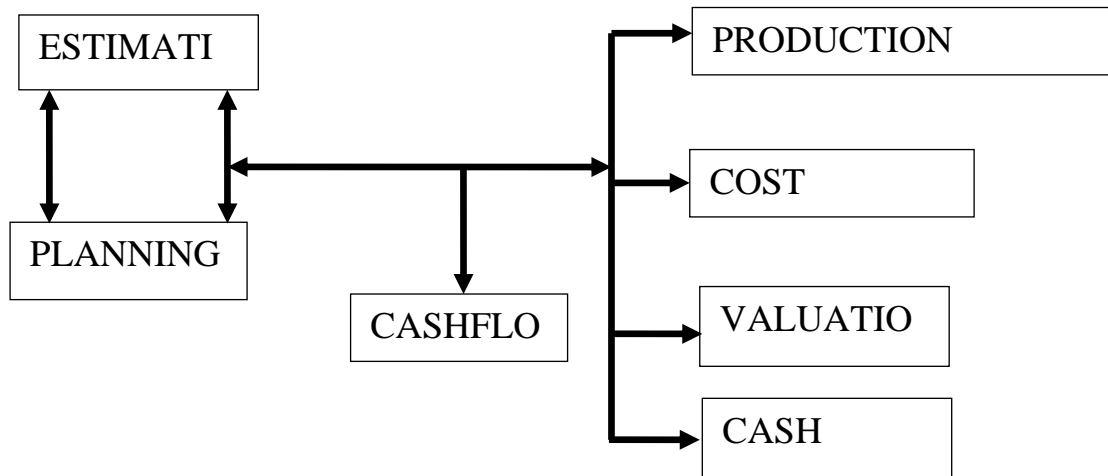 ESTIMATI
PRODUCTION
COST
PLANNING
CASHFLO
VALUATIO
CASH